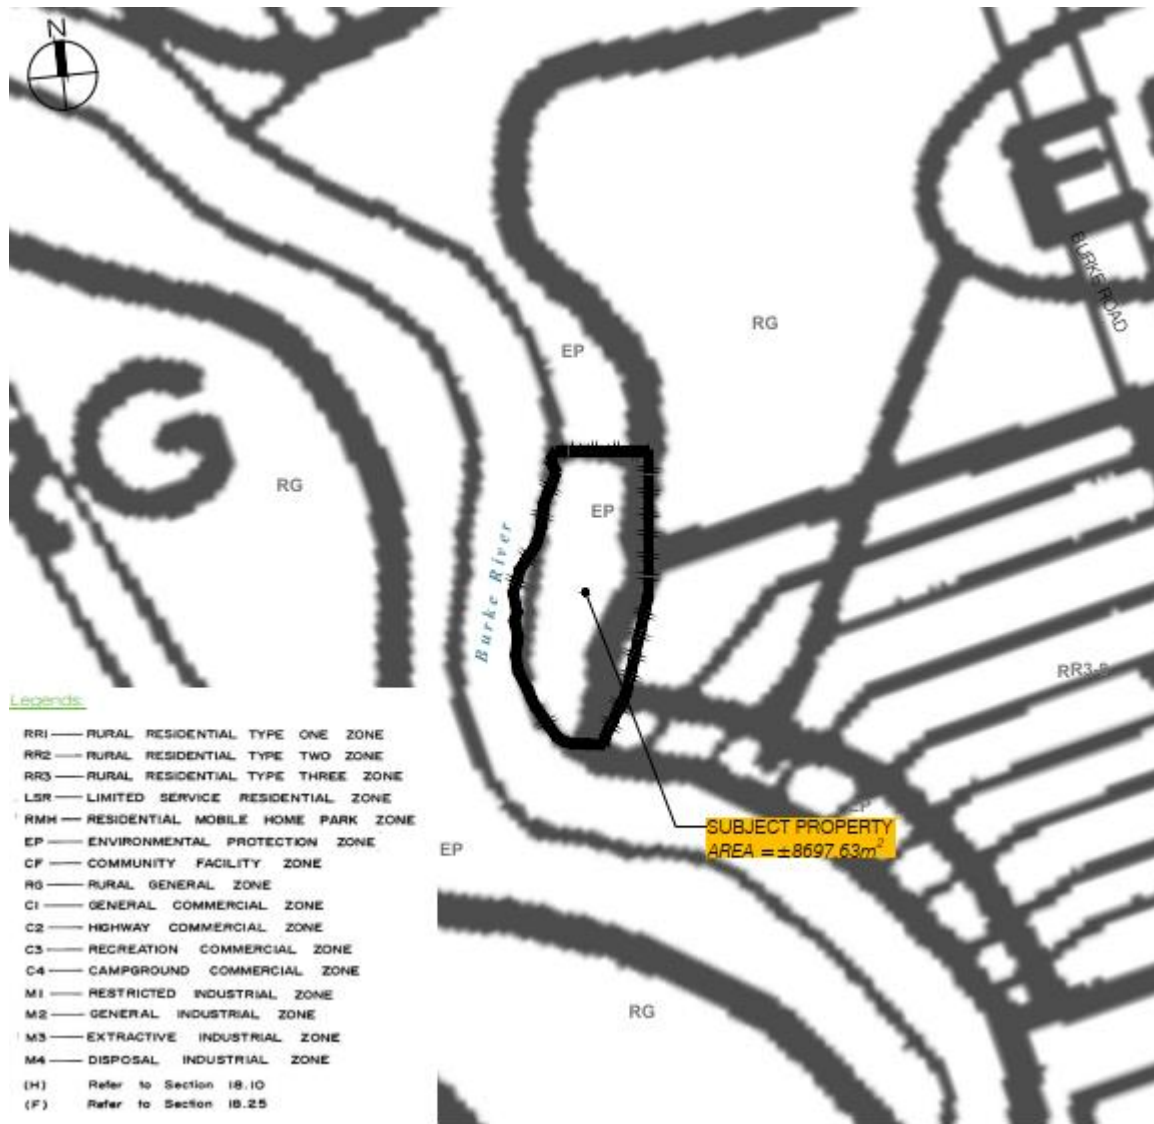 N
BURKE ROAD
RG
EP
EP
RG
Burke River
RR3-8
EP
SUBJECT PROPERTY
AREA = ±8697.63m²
EP
RG
G
Legends:
RR1 — RURAL RESIDENTIAL TYPE ONE ZONE
RR2 — RURAL RESIDENTIAL TYPE TWO ZONE
RR3 — RURAL RESIDENTIAL TYPE THREE ZONE
LSR — LIMITED SERVICE RESIDENTIAL ZONE
RMH — RESIDENTIAL MOBILE HOME PARK ZONE
EP — ENVIRONMENTAL PROTECTION ZONE
CF — COMMUNITY FACILITY ZONE
RG — RURAL GENERAL ZONE
C1 — GENERAL COMMERCIAL ZONE
C2 — HIGHWAY COMMERCIAL ZONE
C3 — RECREATION COMMERCIAL ZONE
C4 — CAMPGROUND COMMERCIAL ZONE
M1 — RESTRICTED INDUSTRIAL ZONE
M2 — GENERAL INDUSTRIAL ZONE
M3 — EXTRACTIVE INDUSTRIAL ZONE
M4 — DISPOSAL INDUSTRIAL ZONE
(H) Refer to Section 18.10
(F) Refer to Section 18.25